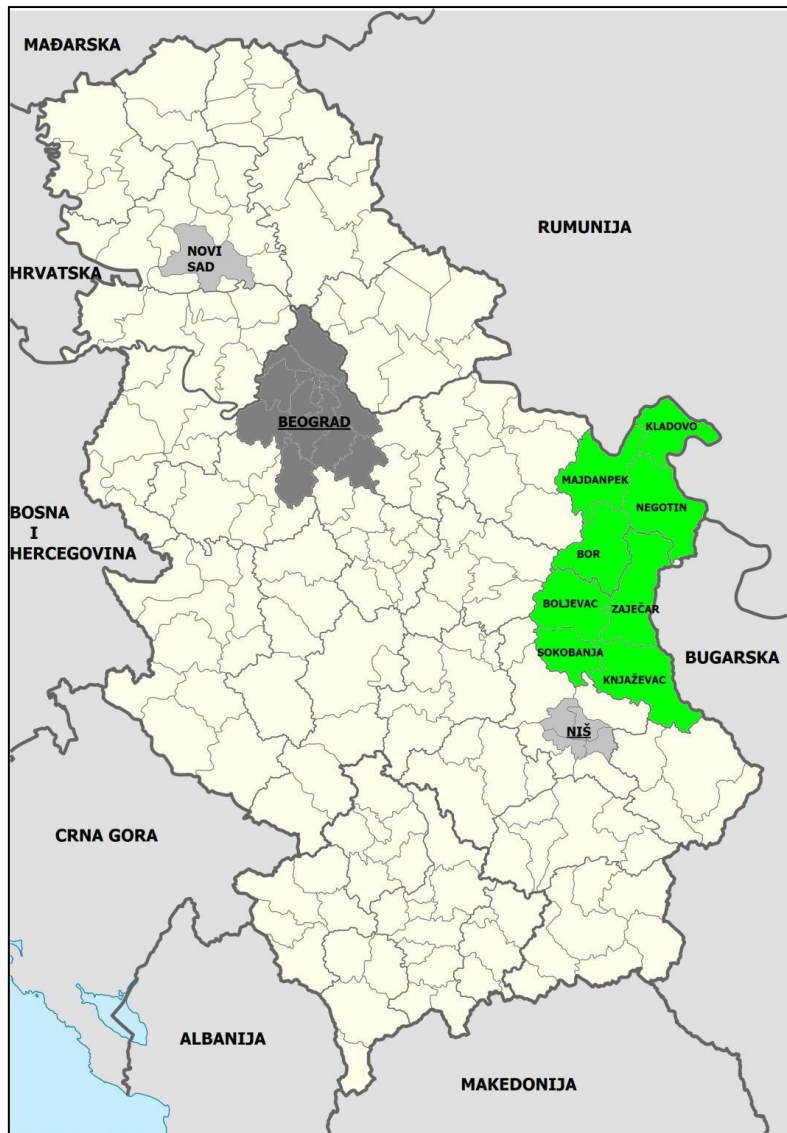 MAĐARSKA
RUMUNIJA
NOVI
SAD
HRVATSKA
BEOGRAD
KLADOVO
MAJDANPEK
NEGOTIN
BOSNA
I
HERCEGOVINA
BOR
BOLJEVAC
ZAJEČAR
SOKOBANJA
BUGARSKA
KNJAŽEVAC
NIŠ
CRNA GORA
ALBANIJA
MAKEDONIJA